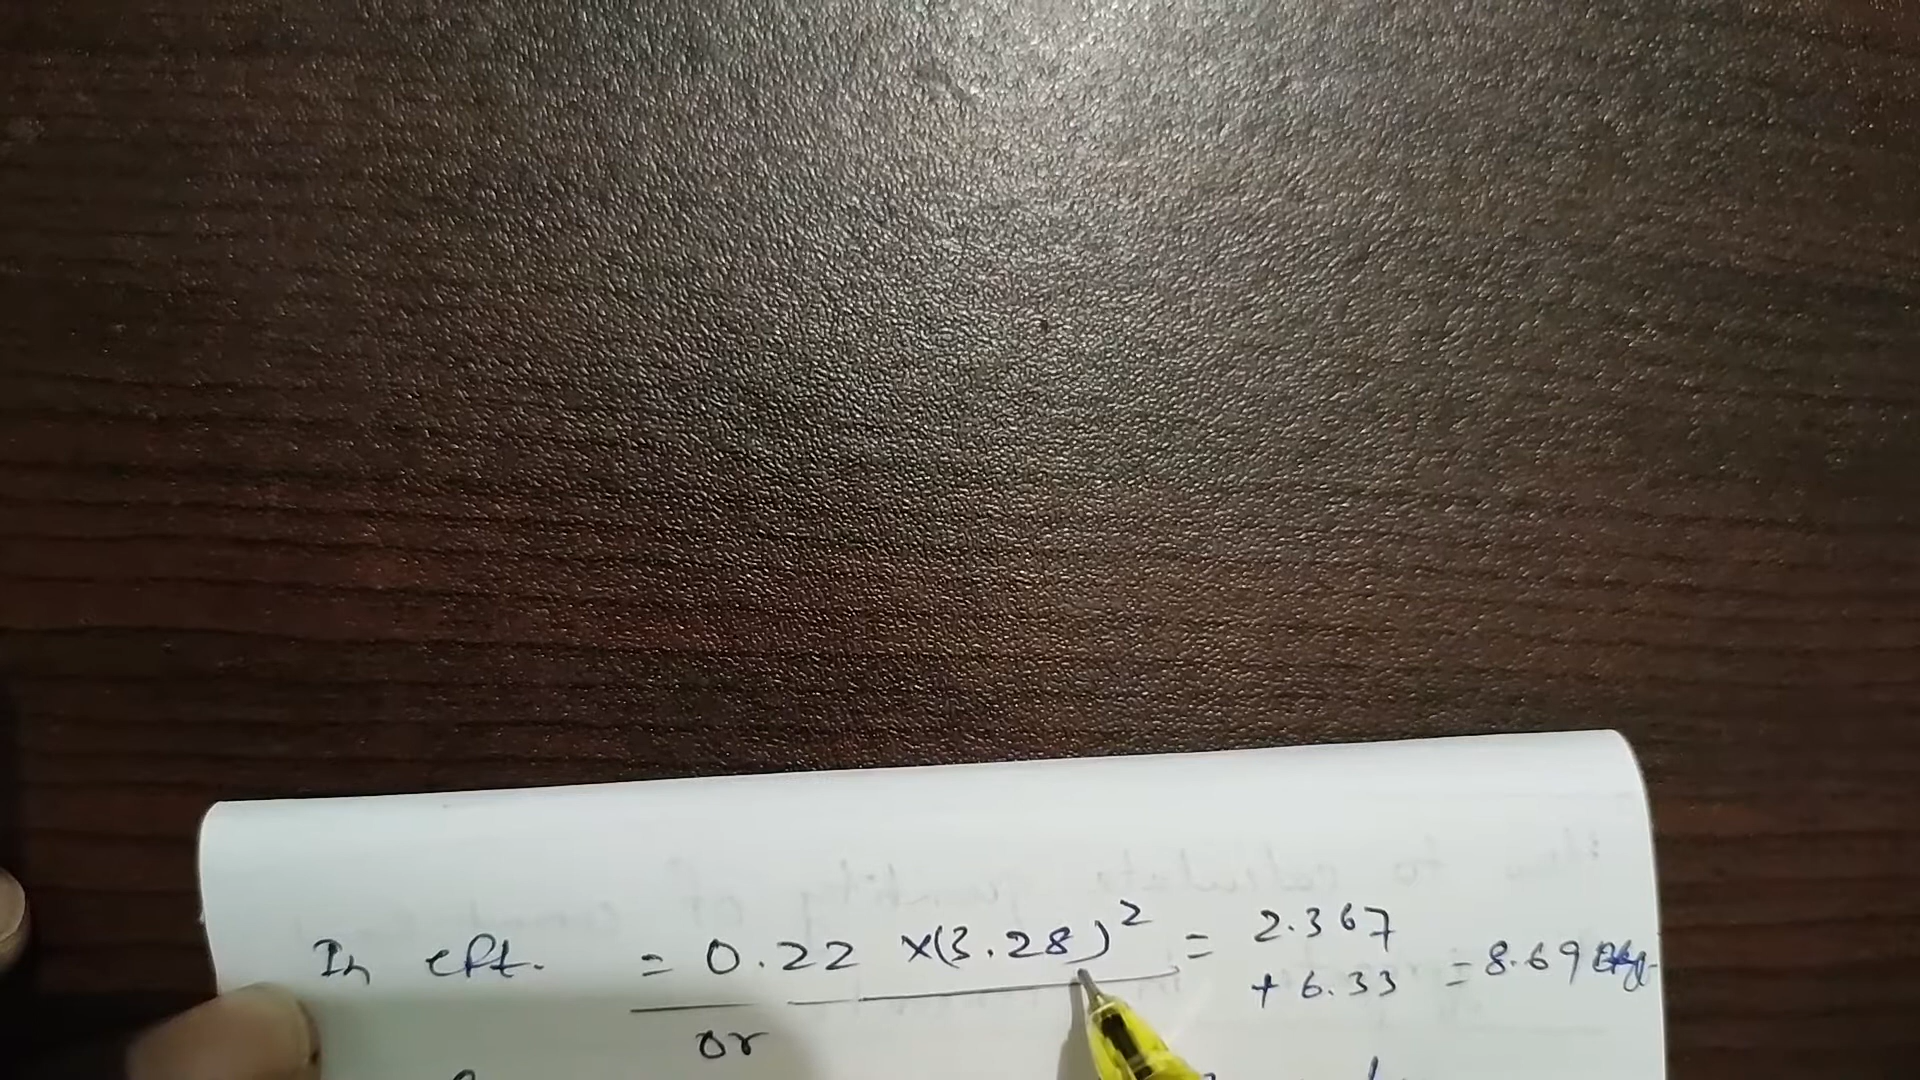 In cft. = 0.22 ×(3.28)² = 2.367
+ 6.33 = 8.69
or